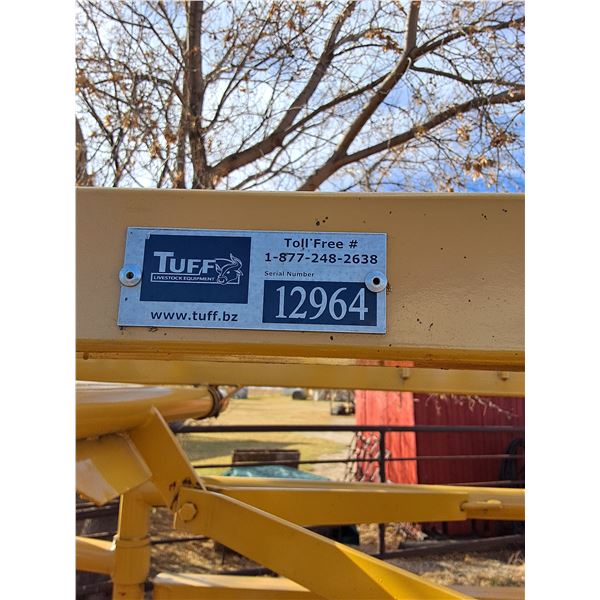 TUFF
LIVESTOCK EQUIPMENT
www.tuff.bz
Toll Free #
1-877-248-2638
Serial Number
12964